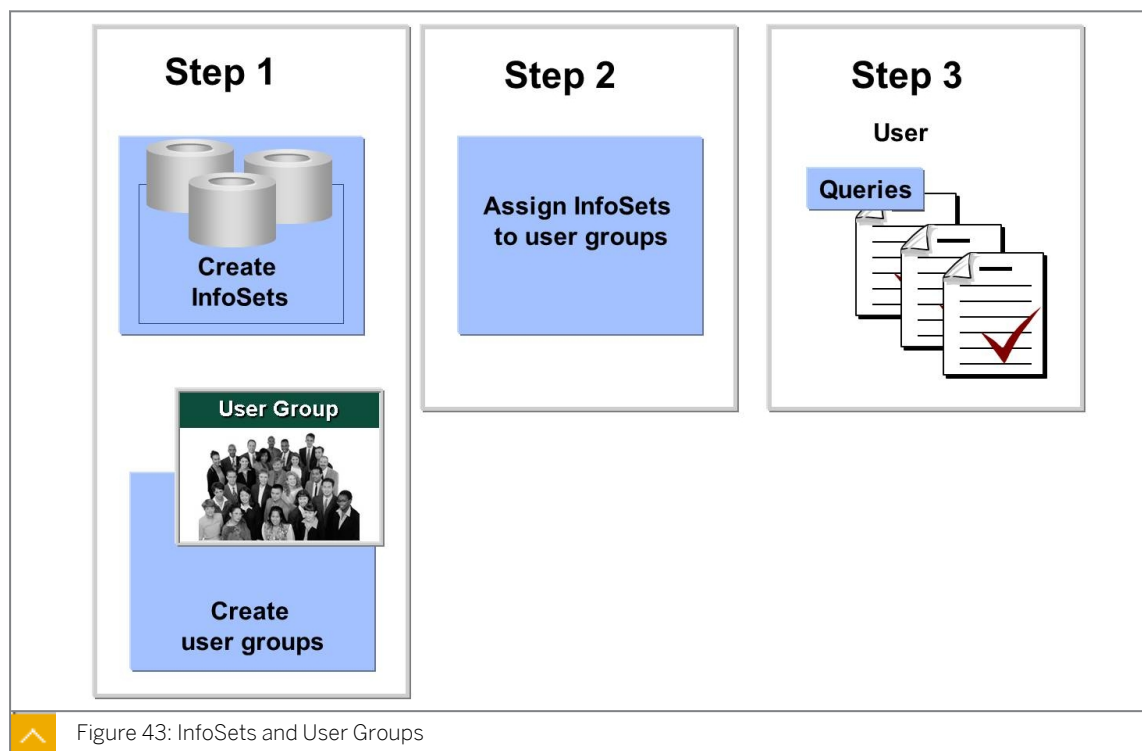 Step 1
Create
InfoSets
User Group
Create
user groups
Step 2
Assign InfoSets
to user groups
Step 3
User
Queries
Figure 43: InfoSets and User Groups